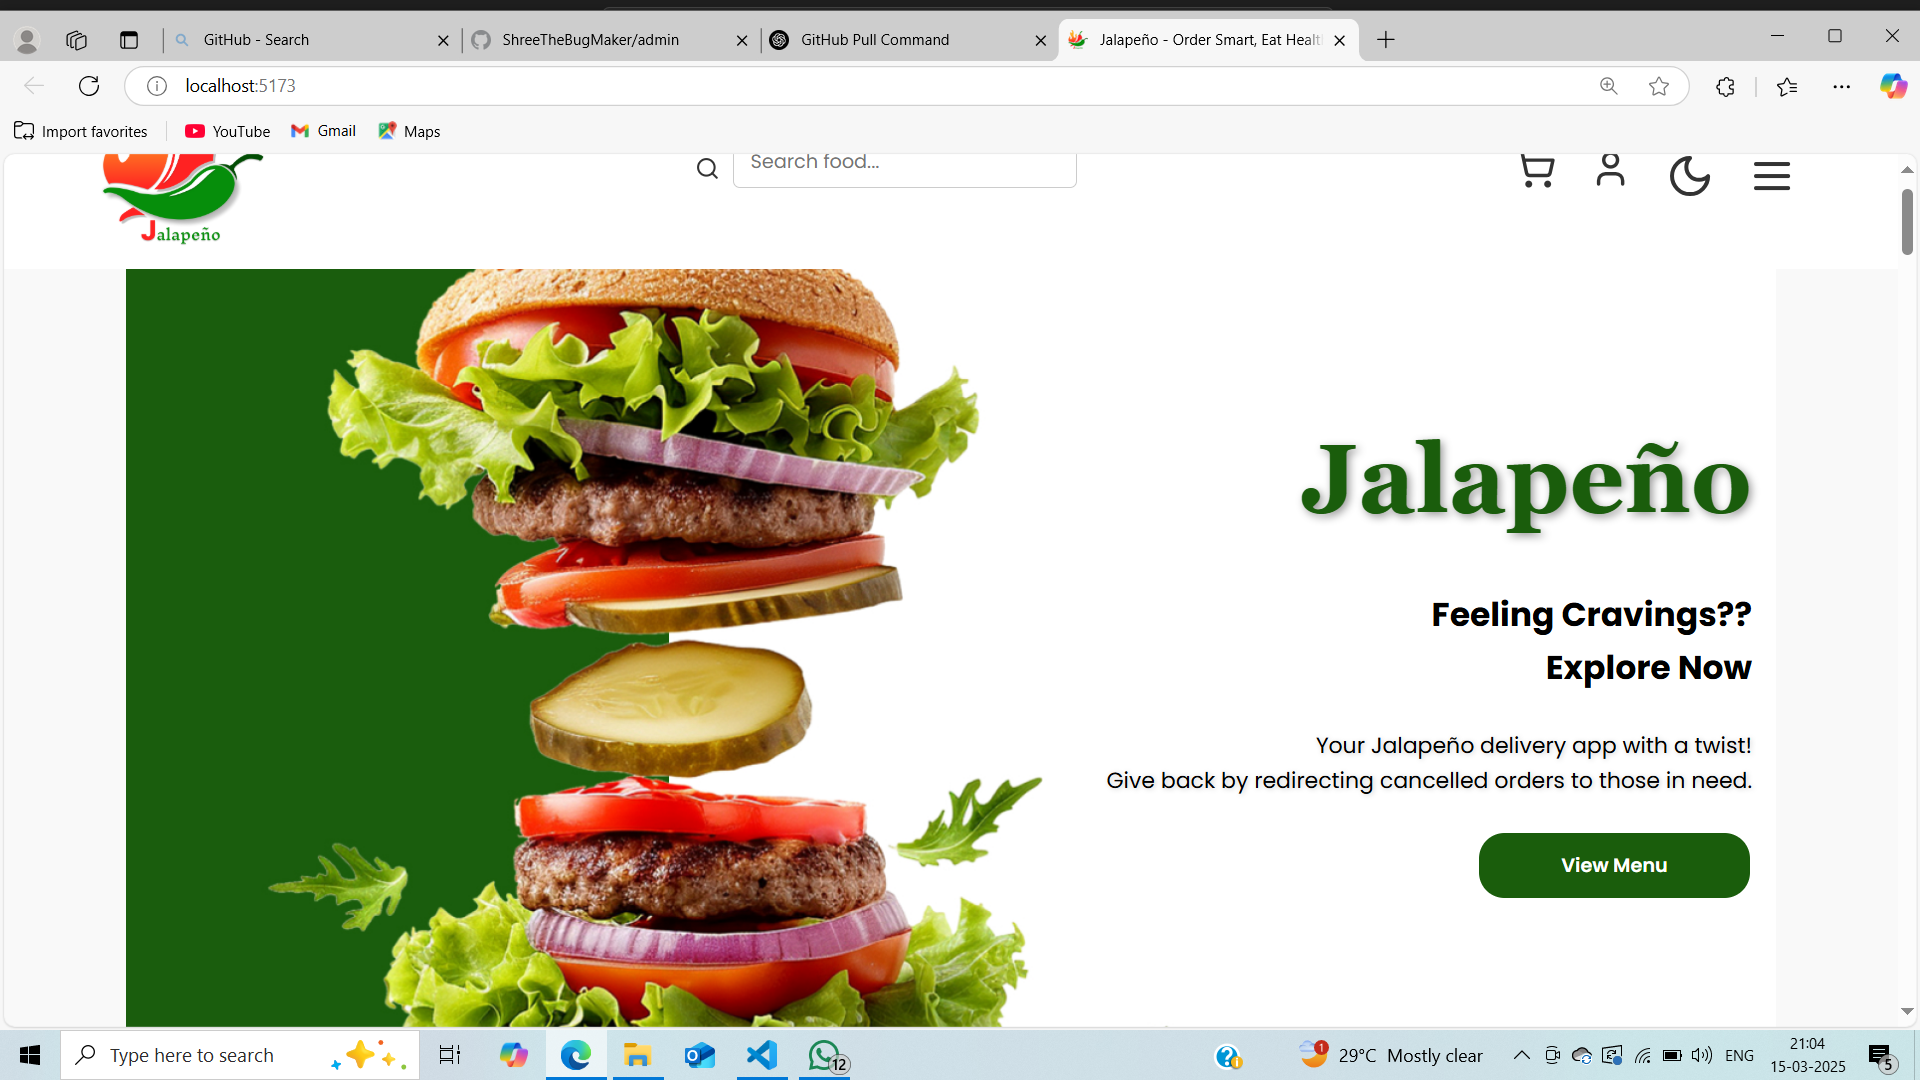 GitHub - Search
ShreeTheBugMaker/admin
GitHub Pull Command
Jalapeño - Order Smart, Eat Healt
localhost:5173
Import favorites
YouTube
Gmail
Maps
Search food...
Jalapeño
Jalapeño
Feeling Cravings??
Explore Now
Your Jalapeño delivery app with a twist!
Give back by redirecting cancelled orders to those in need.
View Menu
Type here to search
12
1
29°C Mostly clear
ENG
21:04
15-03-2025
5